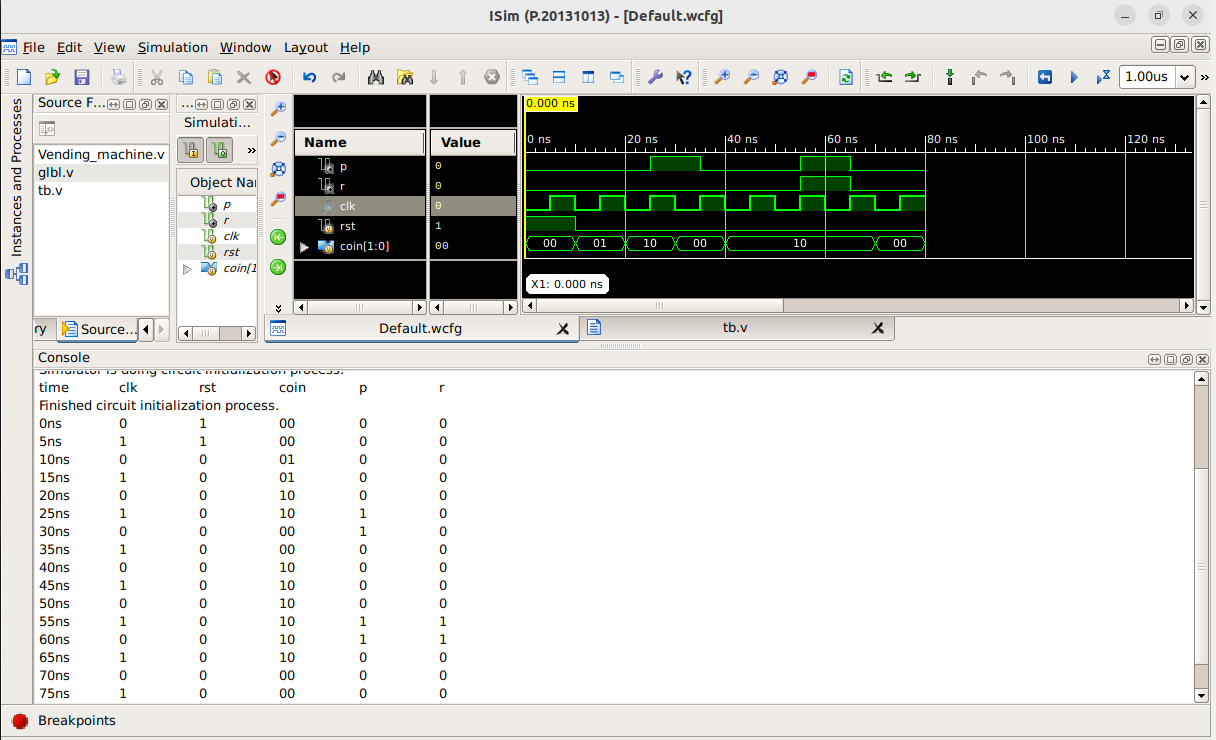 ISim (P.20131013) - [Default.wcfg]
File Edit View Simulation Window Layout Help
1.00us
»
Instances and Processes
Source F...
Vending_machine.v
glbl.v
tb.v
ry
Source...
...
Simulati...
»
Object Nar
p
r
clk
rst
coin[1
»
Name Value
p 0
r 0
clk 0
rst 1
coin[1:0] 00
0.000 ns
0 ns 20 ns 40 ns 60 ns 80 ns 100 ns 120 ns
00 01 10 00 10 00
X1: 0.000 ns
Default.wcfg
tb.v
Console
Simulator is doing circuit initialization process.
time clk rst coin p r
Finished circuit initialization process.
0ns 0 1 00 0 0
5ns 1 1 00 0 0
10ns 0 0 01 0 0
15ns 1 0 01 0 0
20ns 0 0 10 0 0
25ns 1 0 10 1 0
30ns 0 0 00 1 0
35ns 1 0 00 0 0
40ns 0 0 10 0 0
45ns 1 0 10 0 0
50ns 0 0 10 0 0
55ns 1 0 10 1 1
60ns 0 0 10 1 1
65ns 1 0 10 0 0
70ns 0 0 00 0 0
75ns 1 0 00 0 0
Breakpoints